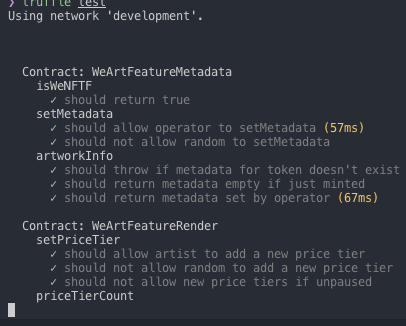 ❯ truffle test
Using network 'development'.
Contract: WeArtFeatureMetadata
isWeNFTF
✓ should return true
setMetadata
✓ should allow operator to setMetadata (57ms)
✓ should not allow random to setMetadata
artworkInfo
✓ should throw if metadata for token doesn't exist
✓ should return metadata empty if just minted
✓ should return metadata set by operator (67ms)
Contract: WeArtFeatureRender
setPriceTier
✓ should allow artist to add a new price tier
✓ should not allow random to add a new price tier
✓ should not allow new price tiers if unpaused
priceTierCount